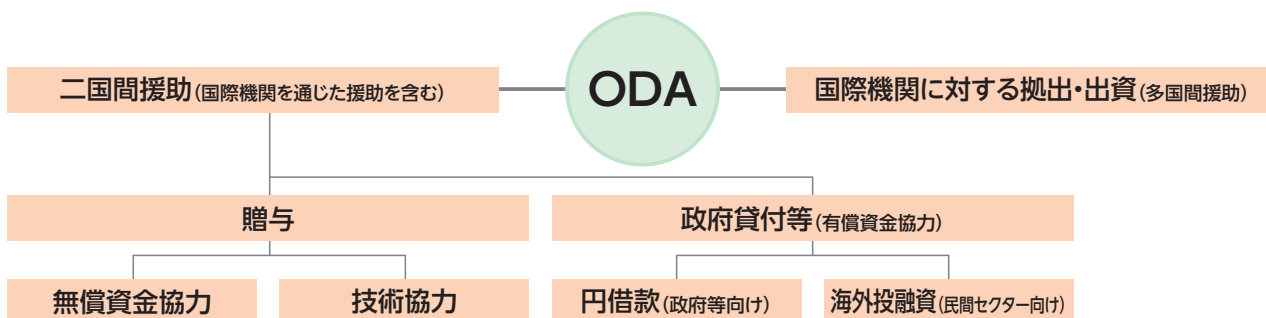 ODA
二国間援助(国際機関を通じた援助を含む)
国際機関に対する拠出・出資(多国間援助)
贈与
政府貸付等(有償資金協力)
無償資金協力
技術協力
円借款(政府等向け)
海外投融資(民間セクター向け)